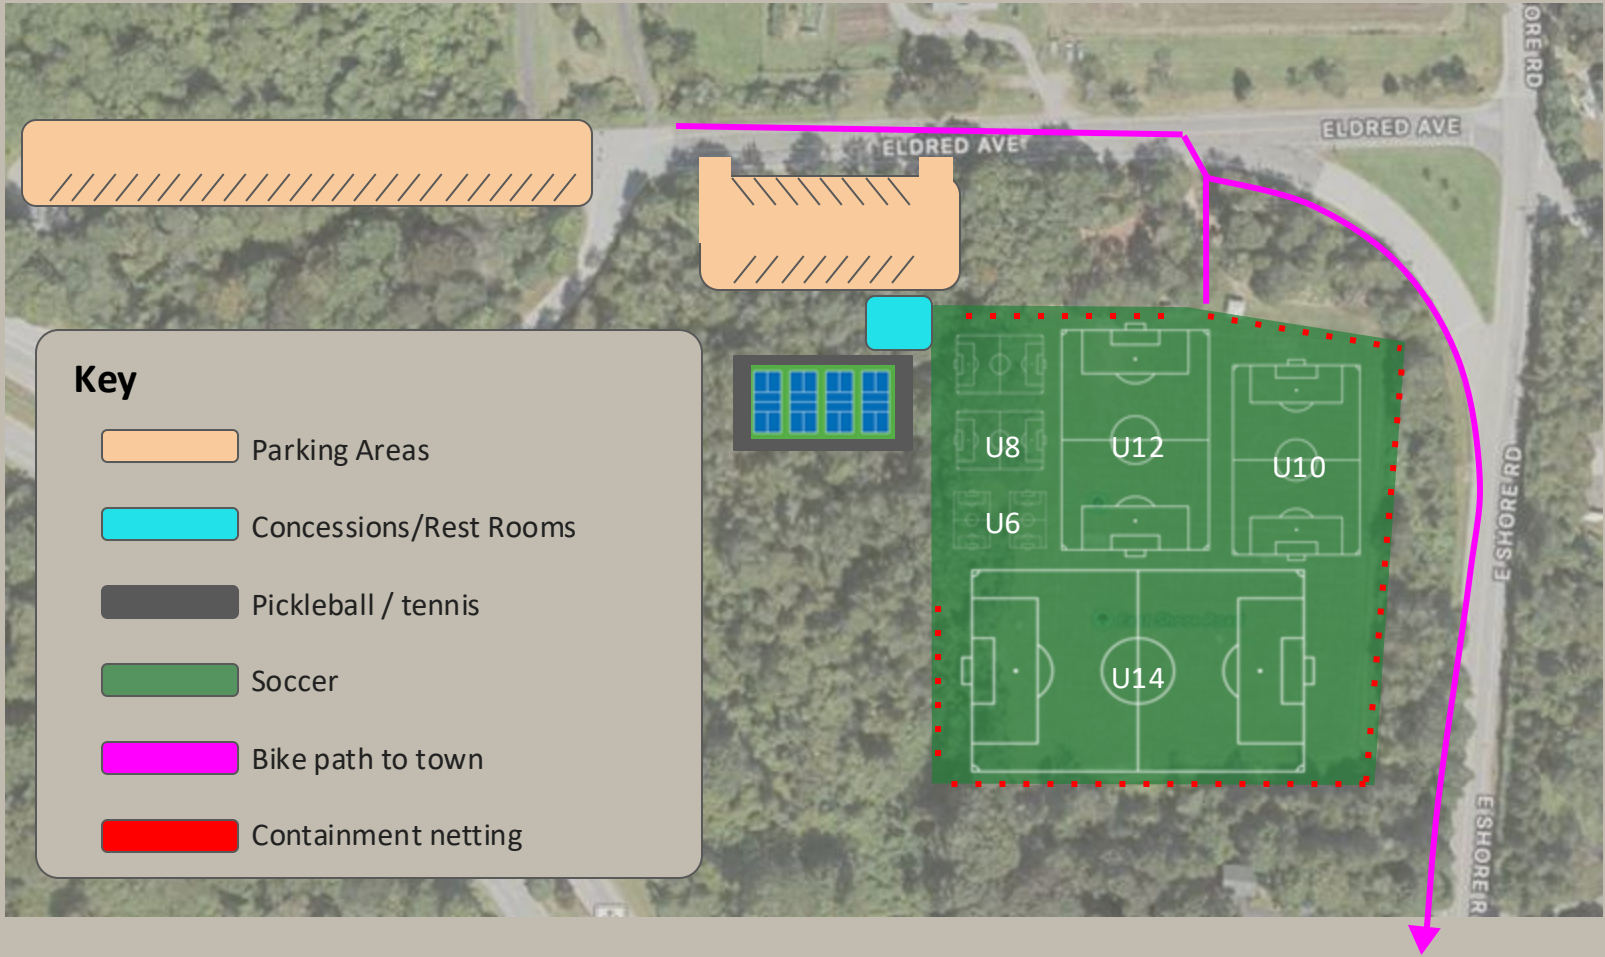 ORE RD
ELDRED AVE
ELDRED AVE
Key
Parking Areas
Concessions/Rest Rooms
Pickleball / tennis
Soccer
Bike path to town
Containment netting
U8
U12
U10
U6
U14
E SHORE RD
E SHORE R